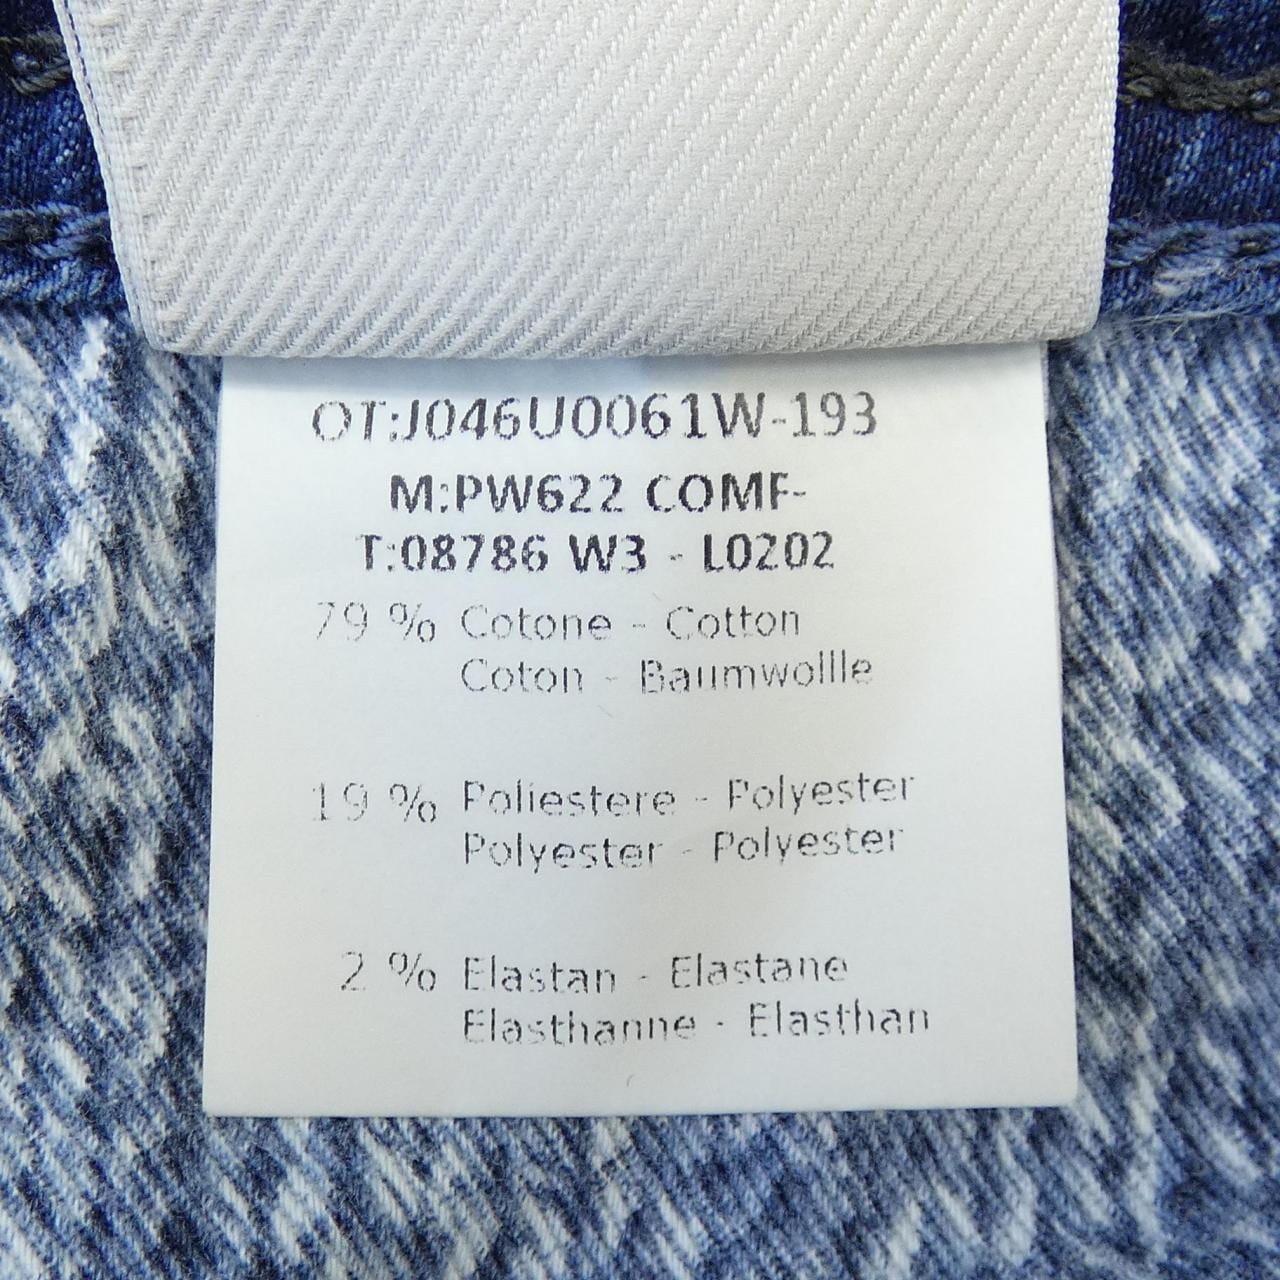 OT:J046U0061W-193
M:PW622 COMF-
T:08786 W3 - L0202
79 % Cotone - Cotton
Coton - Baumwollle
19 % Poliestere - Polyester
Polyester - Polyester
2 % Elastan - Elastane
Elasthanne - Elasthan